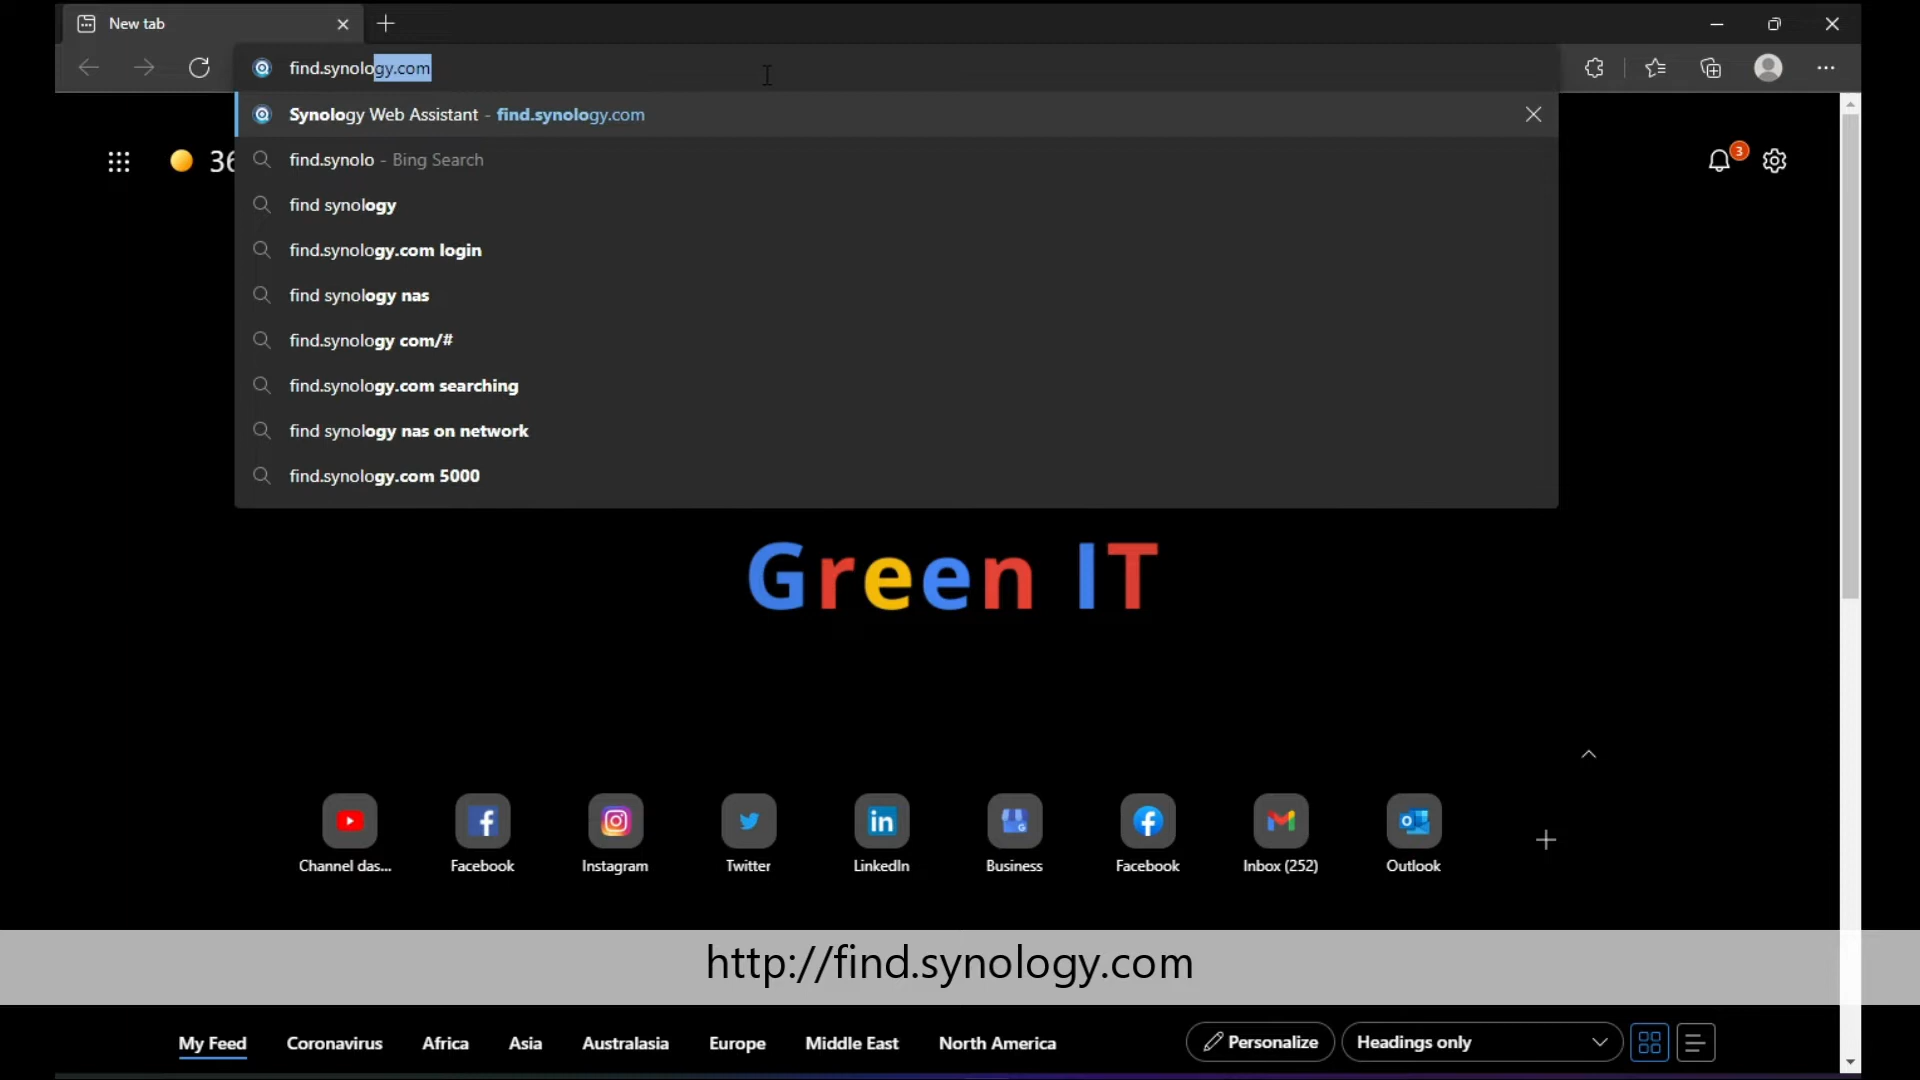 New tab
find.synology.com
Synology Web Assistant - find.synology.com
36
find.synolo - Bing Search
3
find synology
find.synology.com login
find synology nas
find.synology com/#
find.synology.com searching
find synology nas on network
find.synology.com 5000
Green IT
Channel das... Facebook Instagram Twitter LinkedIn Business Facebook Inbox (252) Outlook
http://find.synology.com
My Feed Coronavirus Africa Asia Australasia Europe Middle East North America Personalize Headings only